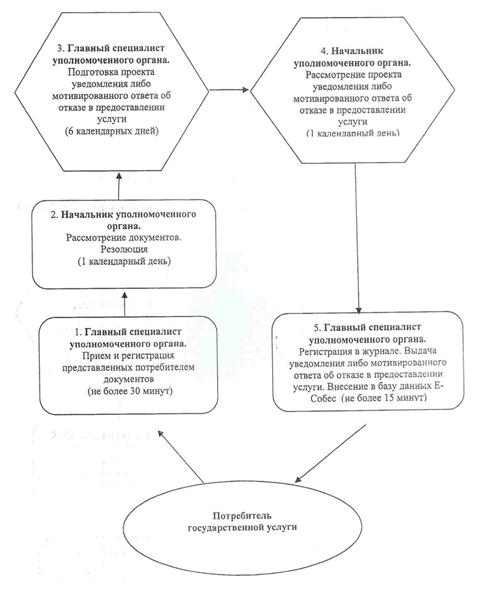 3. Главный специалист
уполномоченного органа.
Подготовка проекта
уведомления либо
мотивированного ответа об
отказе в предоставлении
услуги
(6 календарных дней)
4. Начальник
уполномоченного органа.
Рассмотрение проекта
уведомления либо
мотивированного ответа об
отказе в предоставлении
услуги
(1 календарный день)
2. Начальник уполномоченного
органа.
Рассмотрение документов.
Резолюция
(1 календарный день)
1. Главный специалист
уполномоченного органа.
Прием и регистрация
представленных потребителем
документов
(не более 30 минут)
5. Главный специалист
уполномоченного органа.
Регистрация в журнале. Выдача
уведомления либо мотивированного
ответа об отказе в предоставлении
услуги. Внесение в базу данных Е-
Собес (не более 15 минут)
Потребитель
государственной услуги